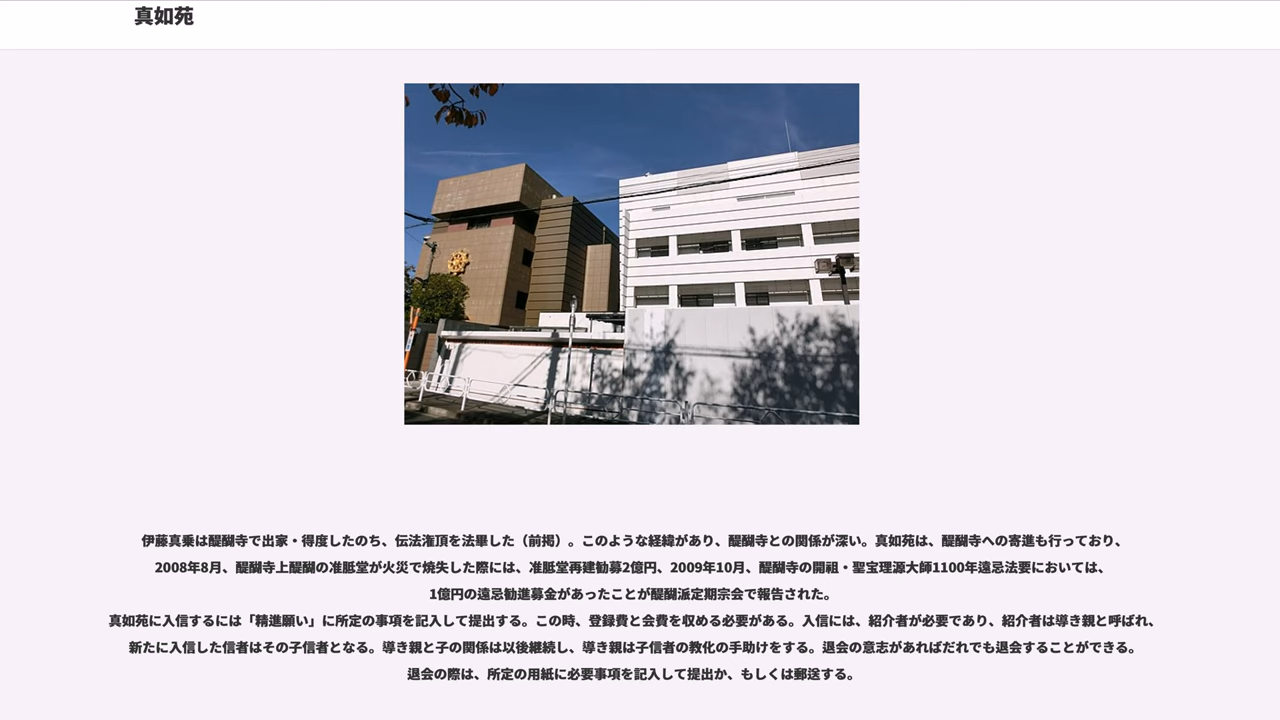 真如苑
伊藤真乗は醍醐寺で出家・得度したのち、伝法潅頂を法畢した（前掲）。このような経緯があり、醍醐寺との関係が深い。真如苑は、醍醐寺への寄進も行っており、
2008年8月、醍醐寺上醍醐の准胝堂が火災で焼失した際には、准胝堂再建勧募2億円、2009年10月、醍醐寺の開祖・聖宝理源大師1100年遠忌法要においては、
1億円の遠忌勧進募金があったことが醍醐派定期宗会で報告された。
真如苑に入信するには「精進願い」に所定の事項を記入して提出する。この時、登録費と会費を収める必要がある。入信には、紹介者が必要であり、紹介者は導き親と呼ばれ、
新たに入信した信者はその子信者となる。導き親と子の関係は以後継続し、導き親は子信者の教化の手助けをする。退会の意志があればだれでも退会することができる。
退会の際は、所定の用紙に必要事項を記入して提出か、もしくは郵送する。